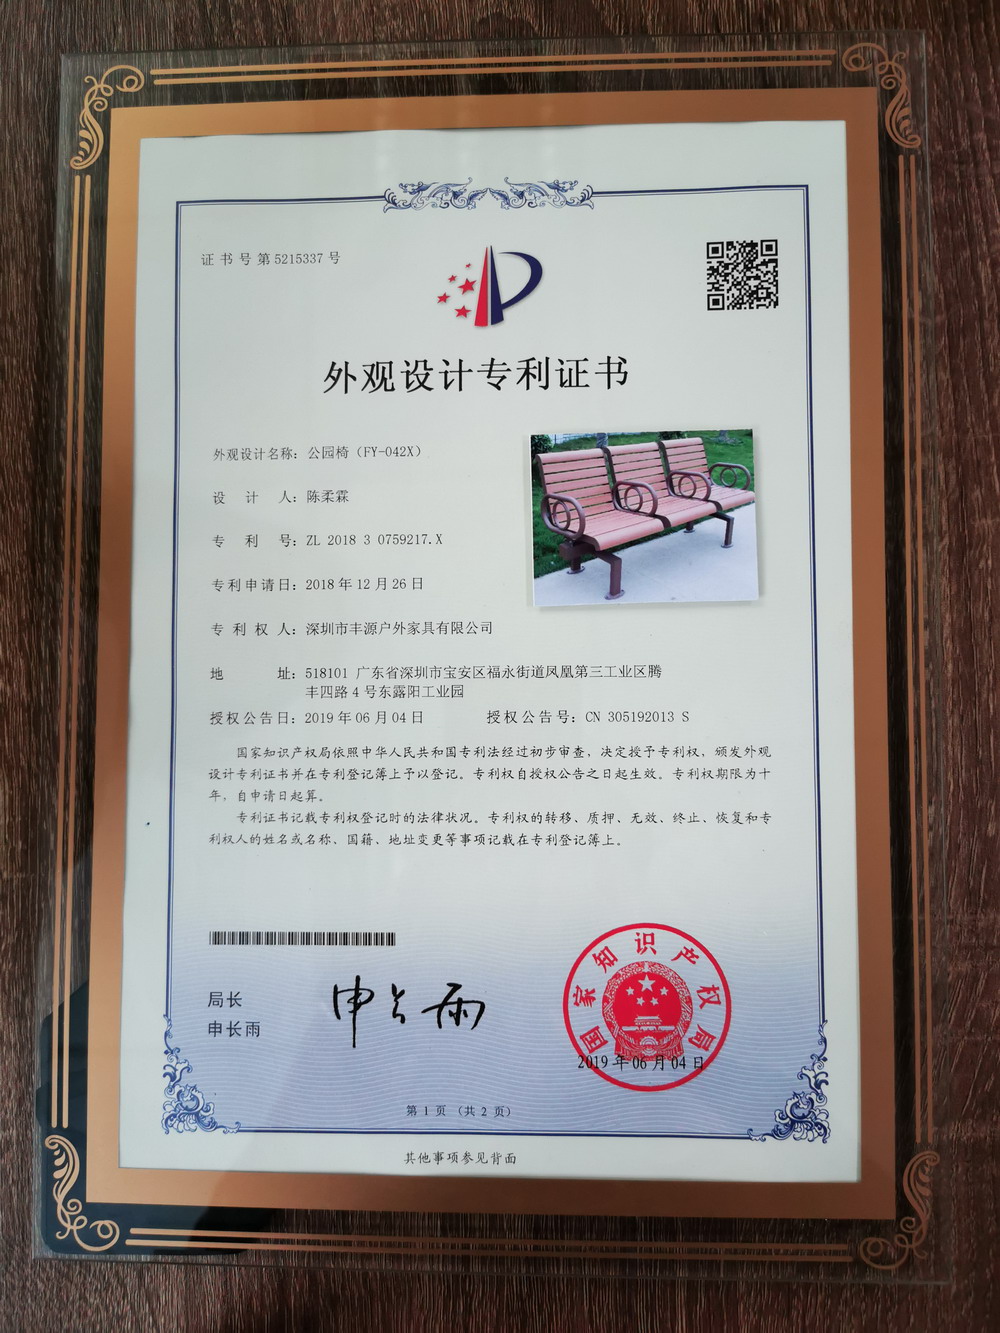 证书号第5215337号
外观设计专利证书
外观设计名称：公园椅（FY-042X）
设计人：陈柔霖
专利号：ZL 2018 3 0759217.X
专利申请日：2018年12月26日
专利权人：深圳市丰源户外家具有限公司
地址：518101 广东省深圳市宝安区福永街道凤凰第三工业区腾
丰四路4号东露阳工业园
授权公告日：2019年06月04日 授权公告号：CN 305192013 S
国家知识产权局依照中华人民共和国专利法经过初步审查，决定授予专利权，颁发外观
设计专利证书并在专利登记簿上予以登记。专利权自授权公告之日起生效。专利权期限为十
年，自申请日起算。
专利证书记载专利权登记时的法律状况。专利权的转移、质押、无效、终止、恢复和专
利权人的姓名或名称、国籍、地址变更等事项记载在专利登记簿上。
局长
申长雨
申长雨
国家知识产权局
2019年06月04日
第1页（共2页）
其他事项参见背面